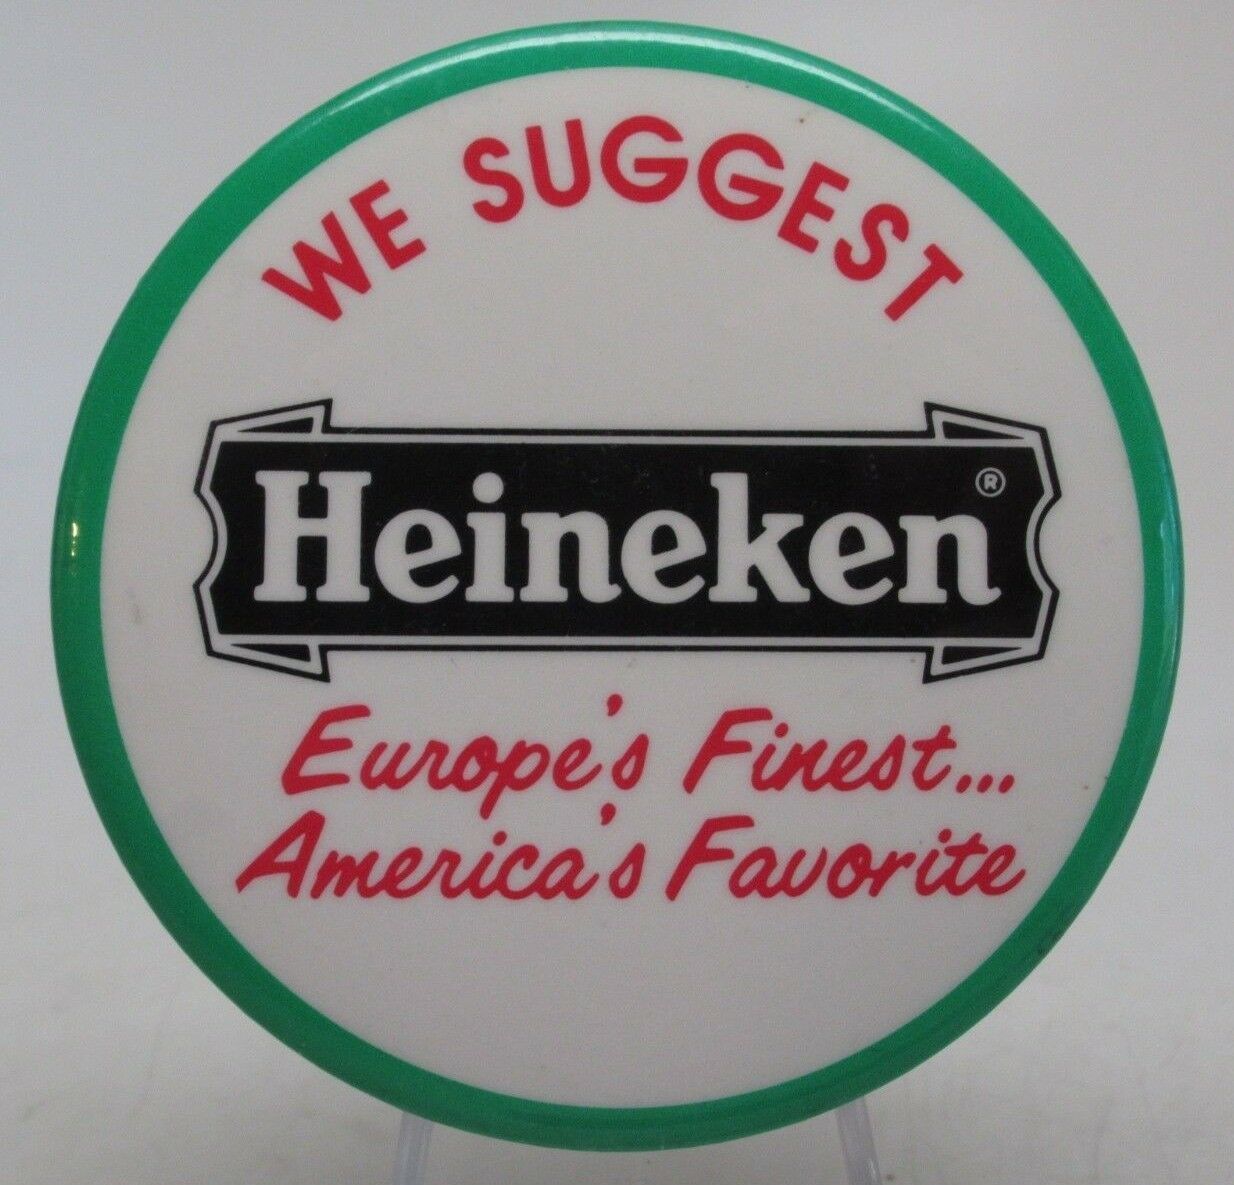 WE SUGGEST
Heineken®
Europe's Finest...
America's Favorite